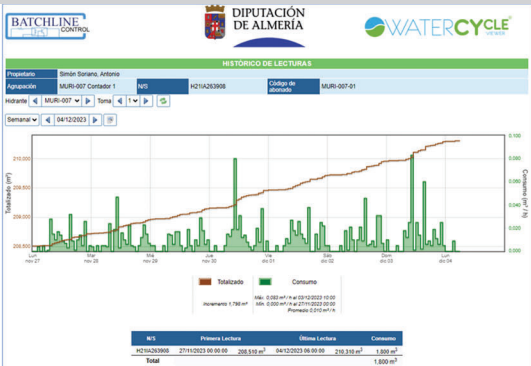 BATCHLINE
CONTROL
DIPUTACIÓN
DE ALMERÍA
WATERCYCLE
HISTÓRICO DE LECTURAS
Propietario Simón Soriano, Antonio
Agrupación MURI-007 Contador 1 N/S H21IA263908 Código de abonado MURI-007-01
Hidrante MURI-007 Toma 1
Semanal 04/12/2023
Totalizado (m³)
210,000
209,500
209,000
208,500
0.100
0.080
0.060
0.040
0.020
0.000
Consumo (m³ / h)
Lun Mar Mié Jue Vie Sáb Dom Lun
nov 27 nov 28 nov 29 nov 30 dic 01 dic 02 dic 03 dic 04
Totalizado Consumo
Incremento 1,798 m³
Máx. 0,083 m³ / h el 03/12/2023 10:00
Mín. 0,000 m³ / h el 27/11/2023 00:00
Promedio 0,010 m³ / h
N/S Primera Lectura Última Lectura Consumo
H21IA263908 27/11/2023 00:00:00 208,510 m³ 04/12/2023 06:00:00 210,310 m³ 1,800 m³
Total 1,800 m³